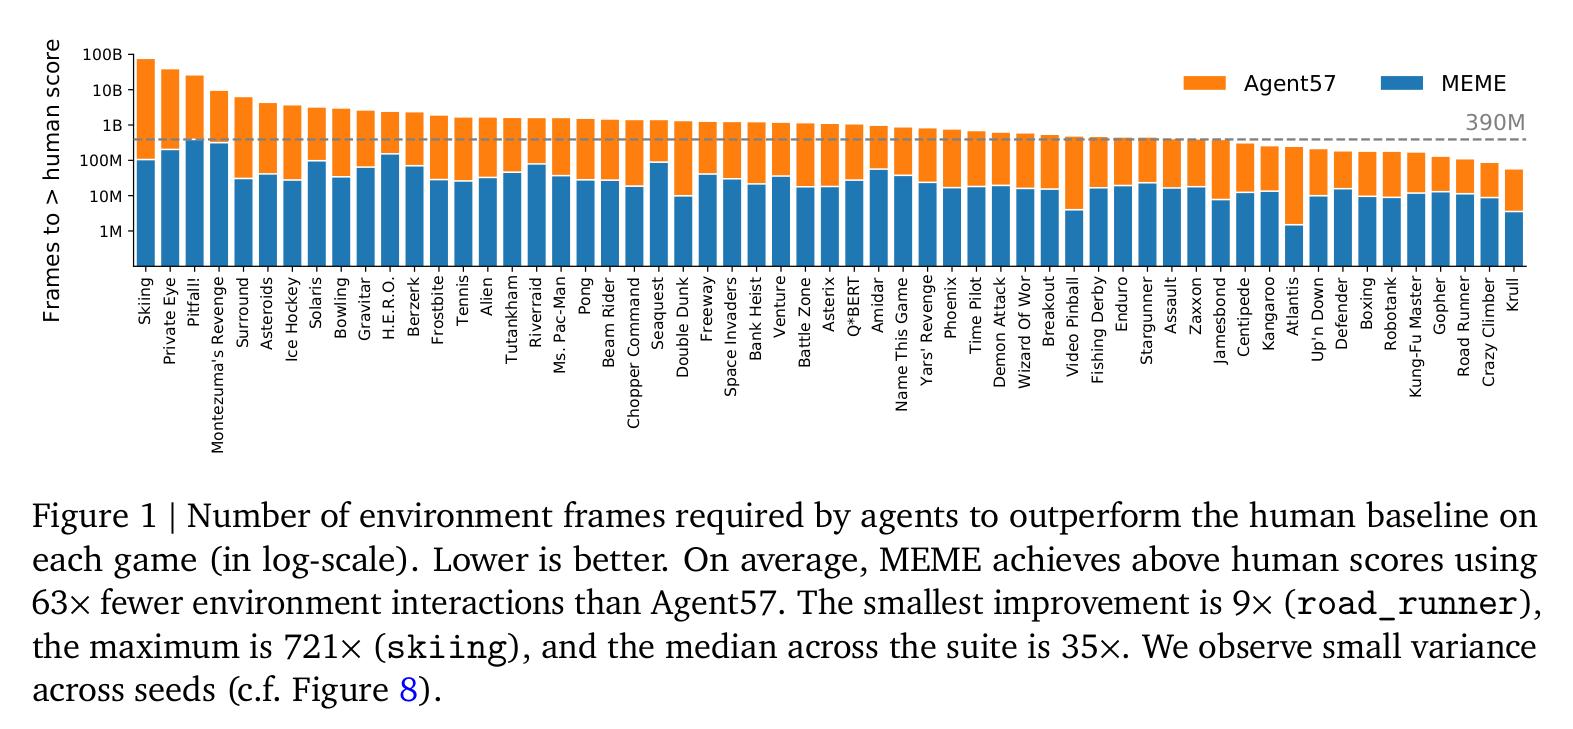 Frames to > human score
100B
10B
1B
100M
10M
1M
Agent57
MEME
390M
Skiing
Private Eye
Pitfall!
Montezuma's Revenge
Surround
Asteroids
Ice Hockey
Solaris
Bowling
Gravitar
H.E.R.O.
Berzerk
Frostbite
Tennis
Alien
Tutankham
Riverraid
Ms. Pac-Man
Pong
Beam Rider
Chopper Command
Seaquest
Double Dunk
Freeway
Space Invaders
Bank Heist
Venture
Battle Zone
Asterix
Q*BERT
Amidar
Name This Game
Yars' Revenge
Phoenix
Time Pilot
Demon Attack
Wizard Of Wor
Breakout
Video Pinball
Fishing Derby
Enduro
Stargunner
Assault
Zaxxon
Jamesbond
Centipede
Kangaroo
Atlantis
Up'n Down
Defender
Boxing
Robotank
Kung-Fu Master
Gopher
Road Runner
Crazy Climber
Krull
Figure 1 | Number of environment frames required by agents to outperform the human baseline on
each game (in log-scale). Lower is better. On average, MEME achieves above human scores using
63× fewer environment interactions than Agent57. The smallest improvement is 9× (road_runner),
the maximum is 721× (skiing), and the median across the suite is 35×. We observe small variance
across seeds (c.f. Figure 8).